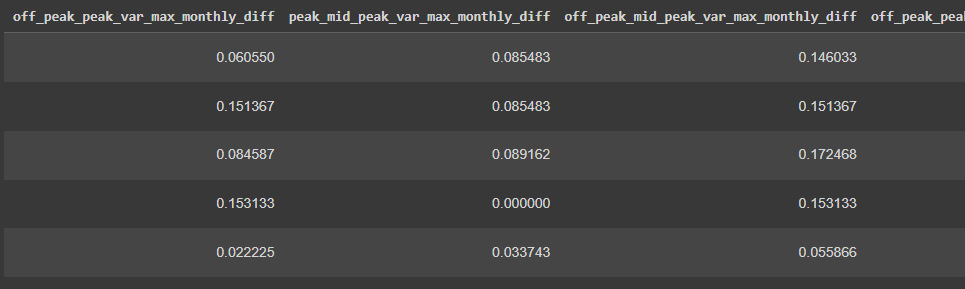 off_peak_peak_var_max_monthly_diff peak_mid_peak_var_max_monthly_diff off_peak_mid_peak_var_max_monthly_diff off_peak_peak
0.060550 0.085483 0.146033
0.151367 0.085483 0.151367
0.084587 0.089162 0.172468
0.153133 0.000000 0.153133
0.022225 0.033743 0.055866